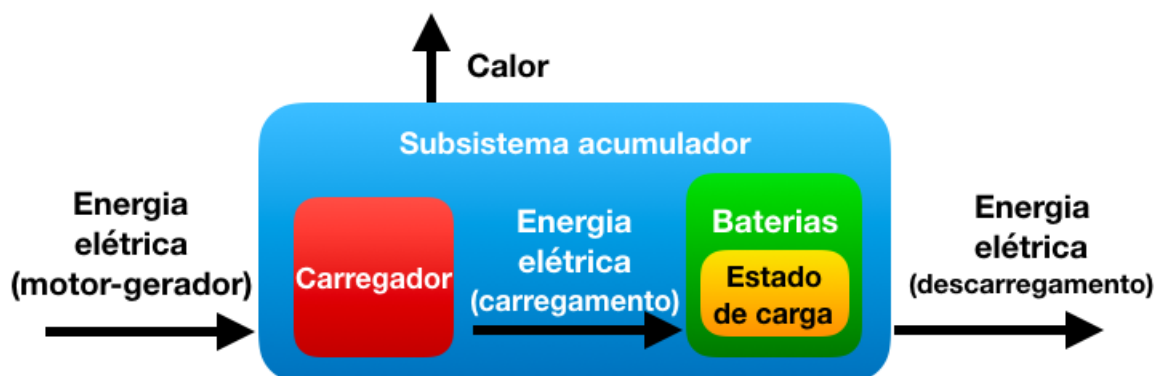 Calor
Subsistema acumulador
Energia
elétrica
(motor-gerador)
Carregador
Energia
elétrica
(carregamento)
Baterias
Estado
de carga
Energia
elétrica
(descarregamento)